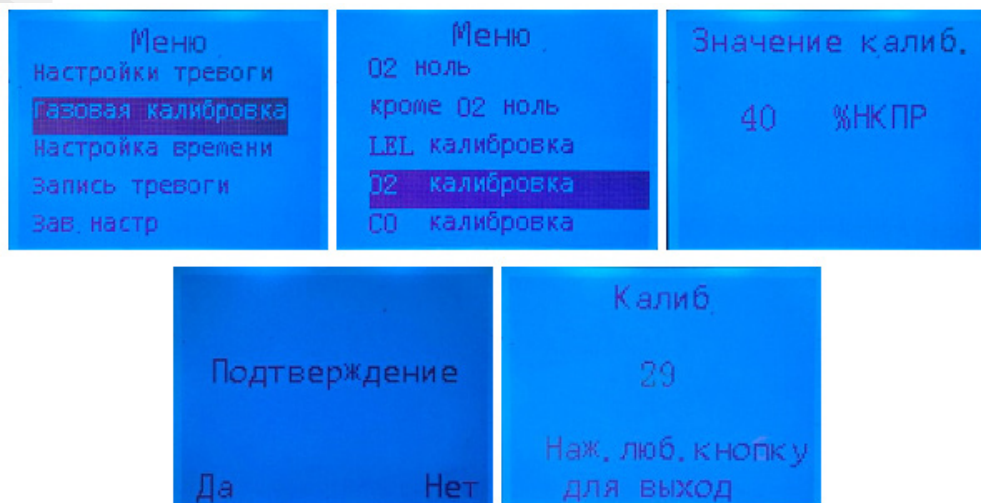 Меню
Настройки тревоги
Газовая калибровка
Настройка времени
Запись тревоги
Зав.настр
Меню
O2 ноль
кроме O2 ноль
LEL калибровка
O2 калибровка
CO калибровка
Значение калиб.
40 %НКПР
Подтверждение
Да Нет
Калиб
29
Наж.люб.кнопку
для выход